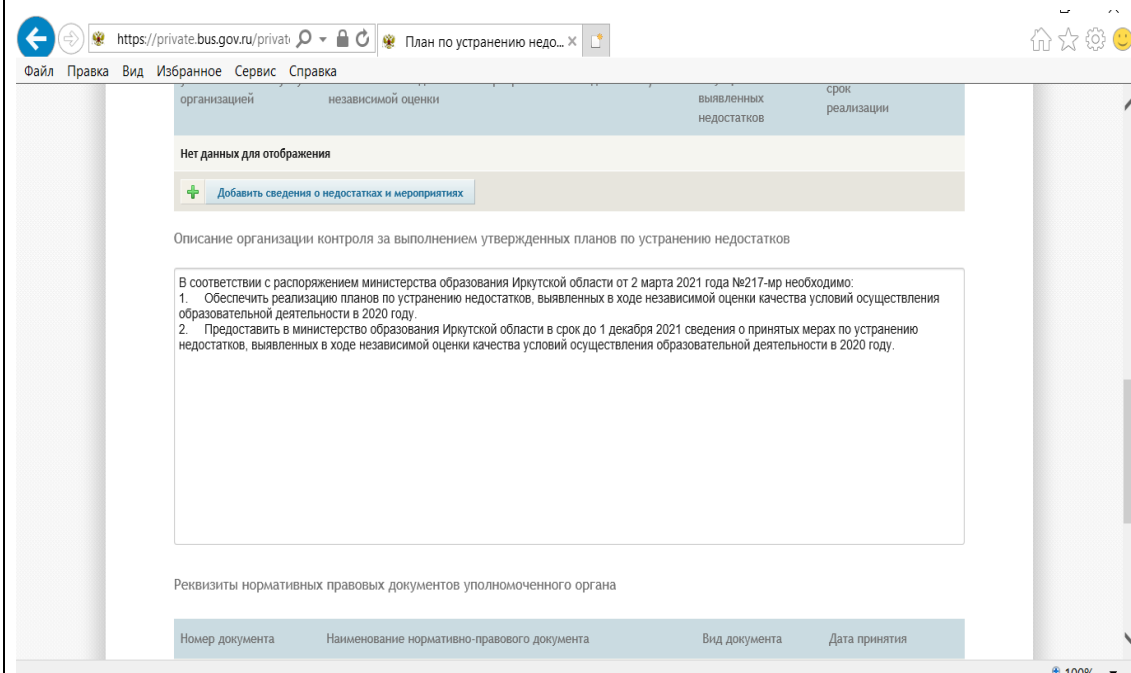 https://private.bus.gov.ru/privat
План по устранению недо...
Файл Правка Вид Избранное Сервис Справка
организацией
независимой оценки
выявленных
недостатков
срок
реализации
Нет данных для отображения
Добавить сведения о недостатках и мероприятиях
Описание организации контроля за выполнением утвержденных планов по устранению недостатков
В соответствии с распоряжением министерства образования Иркутской области от 2 марта 2021 года №217-мр необходимо:
1. Обеспечить реализацию планов по устранению недостатков, выявленных в ходе независимой оценки качества условий осуществления
образовательной деятельности в 2020 году.
2. Предоставить в министерство образования Иркутской области в срок до 1 декабря 2021 сведения о принятых мерах по устранению
недостатков, выявленных в ходе независимой оценки качества условий осуществления образовательной деятельности в 2020 году.
Реквизиты нормативных правовых документов уполномоченного органа
Номер документа Наименование нормативно-правового документа Вид документа Дата принятия
100%